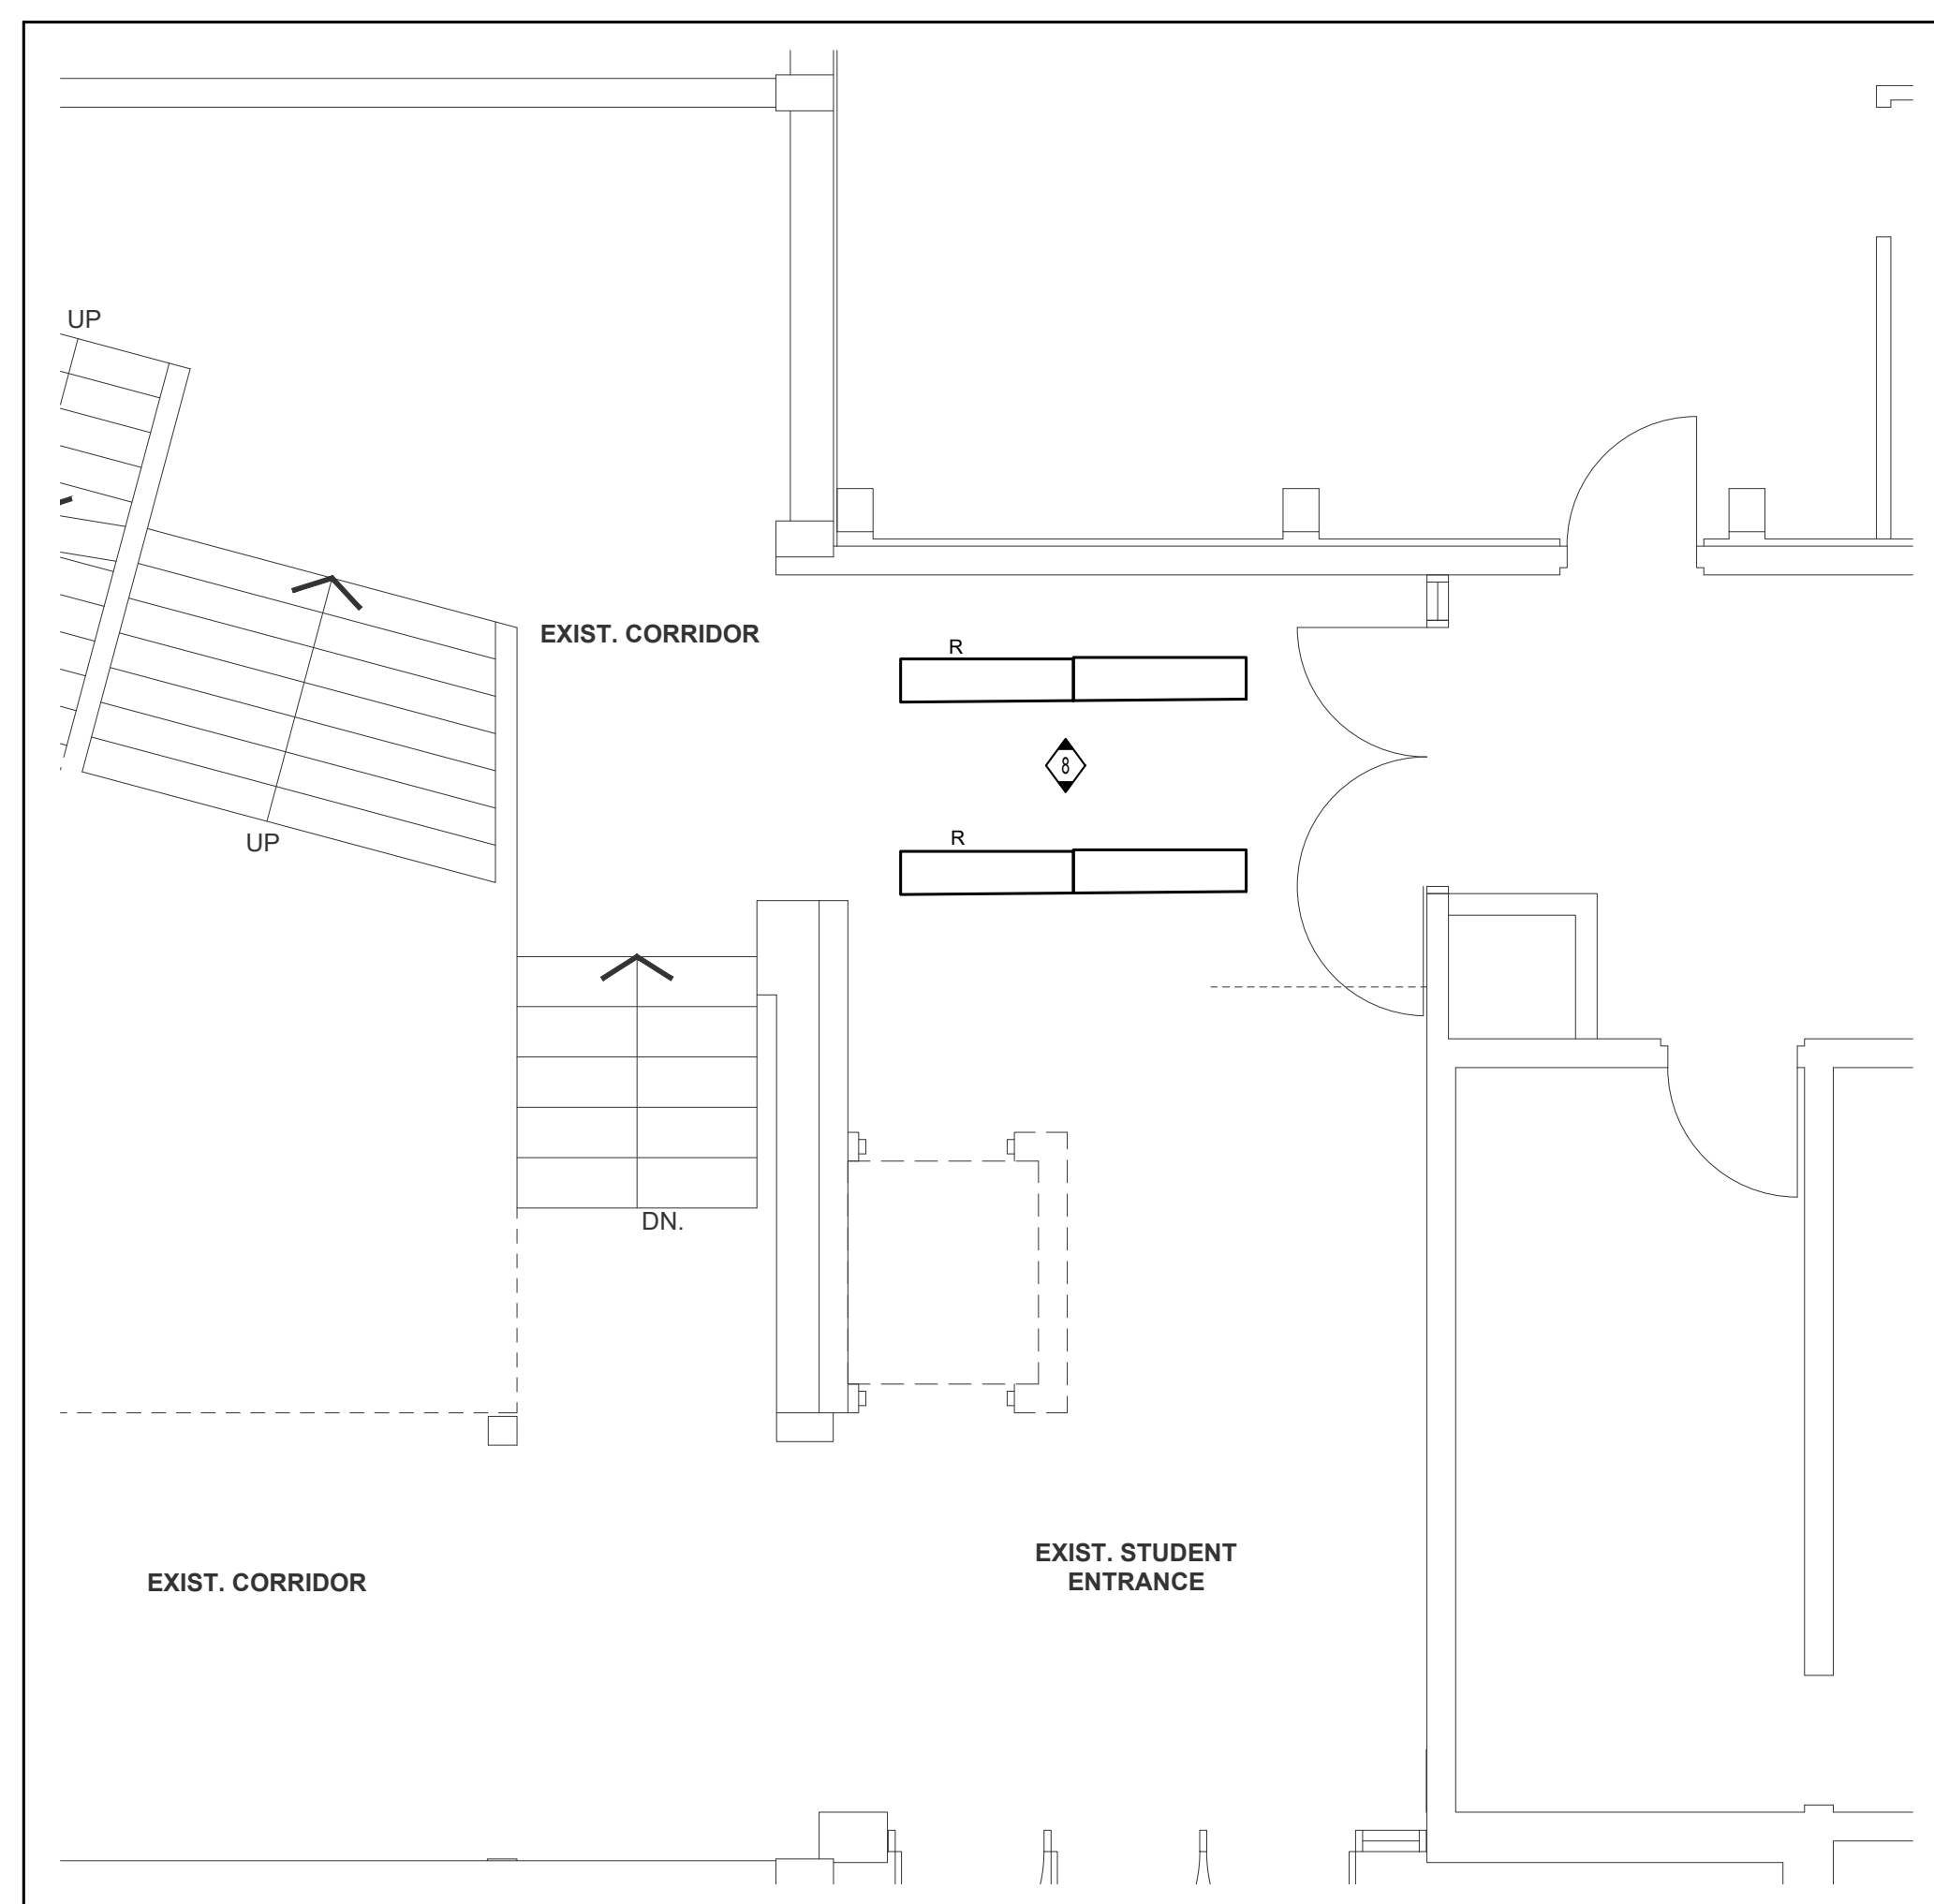 UP
EXIST. CORRIDOR
R
8
R
UP
DN.
EXIST. STUDENT
ENTRANCE
EXIST. CORRIDOR